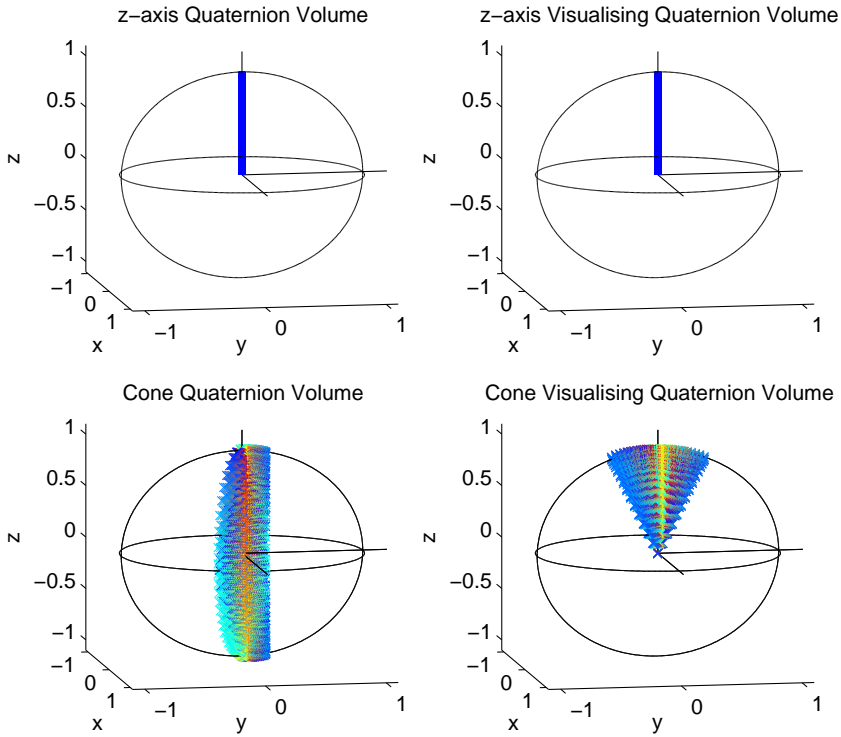 z−axis Quaternion Volume
1
0.5
0
−0.5
−1
z
−1
0
1
x
−1
0
1
y
z−axis Visualising Quaternion Volume
1
0.5
0
−0.5
−1
z
−1
0
1
x
−1
0
1
y
Cone Quaternion Volume
1
0.5
0
−0.5
−1
z
−1
0
1
x
−1
0
1
y
Cone Visualising Quaternion Volume
1
0.5
0
−0.5
−1
z
−1
0
1
x
−1
0
1
y